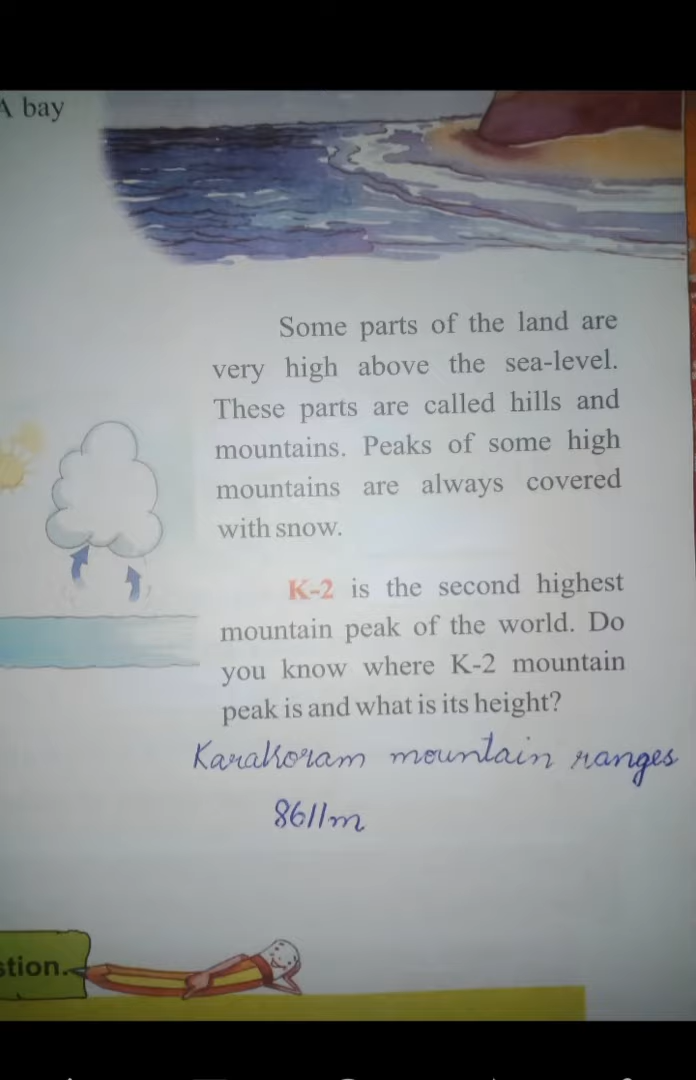 A bay
Some parts of the land are
very high above the sea-level.
These parts are called hills and
mountains. Peaks of some high
mountains are always covered
with snow.
K-2 is the second highest
mountain peak of the world. Do
you know where K-2 mountain
peak is and what is its height?
Karakoram mountain ranges
8611m
stion.